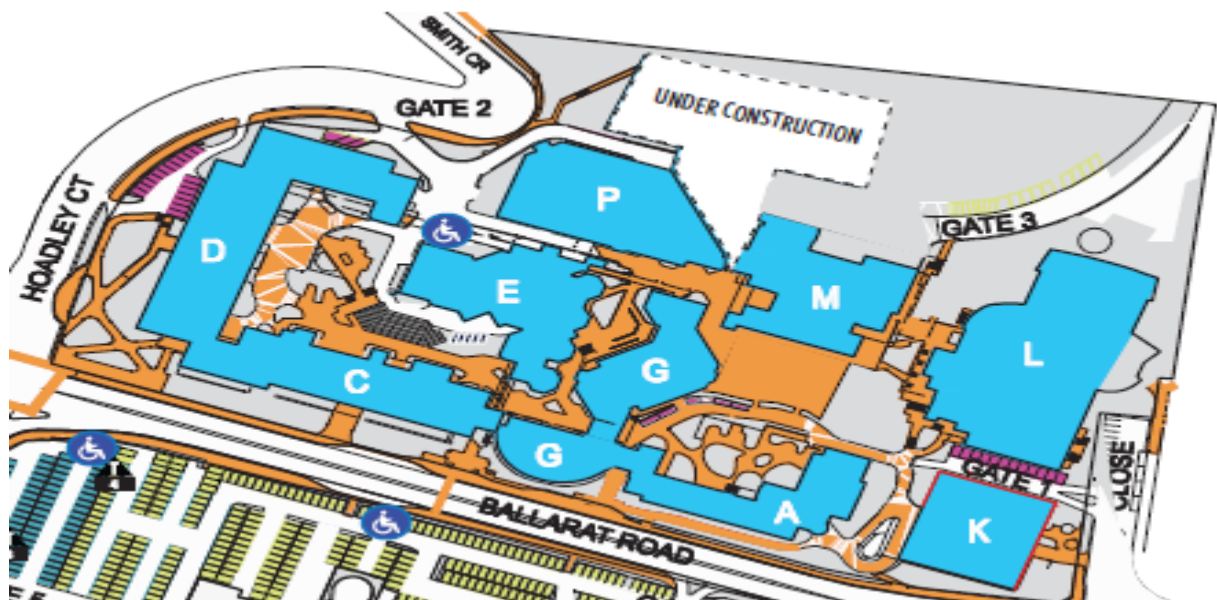 SMITH CR
GATE 2
UNDER CONSTRUCTION
HOADLEY CT
P
D
GATE 3
E
M
L
C
G
G
GATE 1
CLOSE
A
K
BALLARAT ROAD